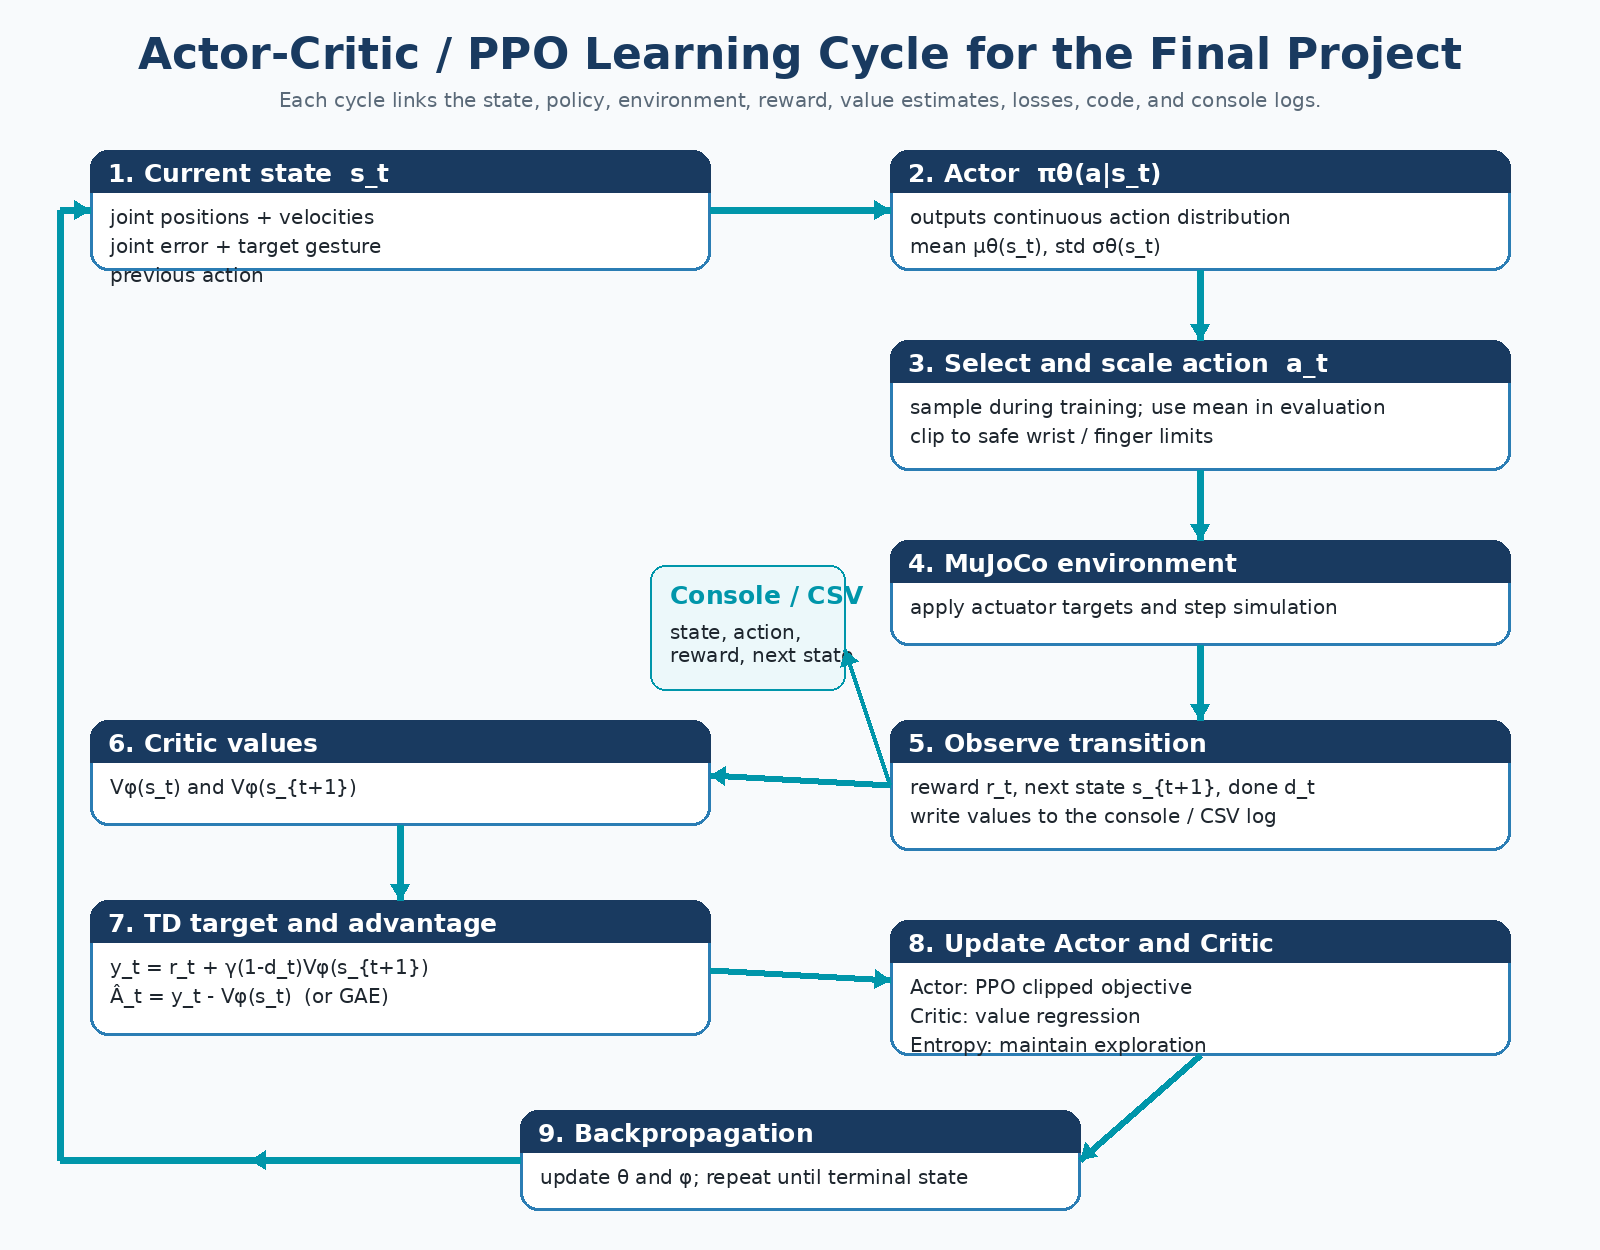 Actor-Critic / PPO Learning Cycle for the Final Project
Each cycle links the state, policy, environment, reward, value estimates, losses, code, and console logs.
1. Current state  s_t
joint positions + velocities
joint error + target gesture
previous action
2. Actor  πθ(a|s_t)
outputs continuous action distribution
mean μθ(s_t), std σθ(s_t)
3. Select and scale action  a_t
sample during training; use mean in evaluation
clip to safe wrist / finger limits
4. MuJoCo environment
apply actuator targets and step simulation
Console / CSV
state, action,
reward, next state
5. Observe transition
reward r_t, next state s_{t+1}, done d_t
write values to the console / CSV log
6. Critic values
Vφ(s_t) and Vφ(s_{t+1})
7. TD target and advantage
y_t = r_t + γ(1-d_t)Vφ(s_{t+1})
Â_t = y_t - Vφ(s_t)  (or GAE)
8. Update Actor and Critic
Actor: PPO clipped objective
Critic: value regression
Entropy: maintain exploration
9. Backpropagation
update θ and φ; repeat until terminal state